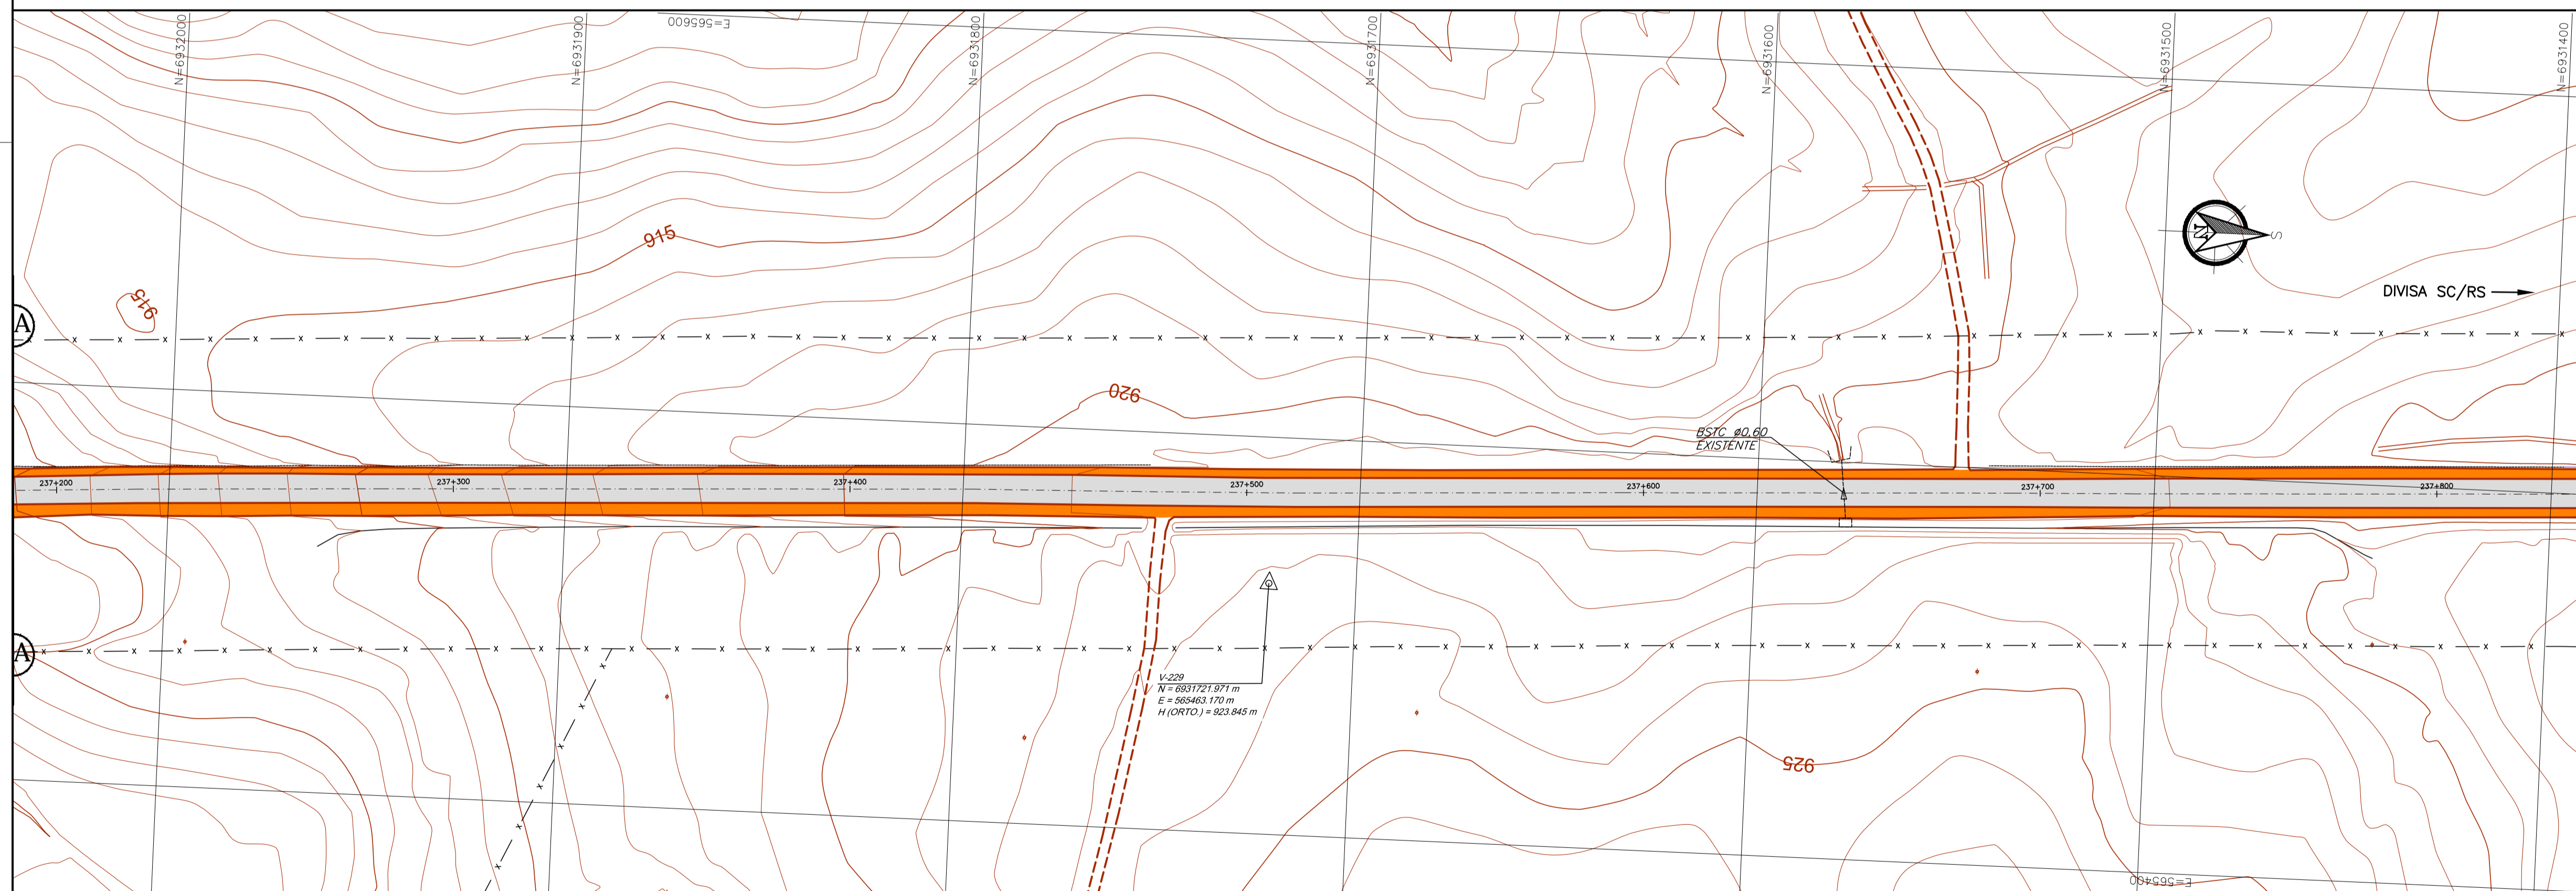 N=6932000
N=6931900
E=565600
N=6931800
N=6931700
N=6931600
N=6931500
N=6931400
915
915
N
S
DIVISA SC/RS
A
920
BSTC ø0.60
EXISTENTE
237+200
237+300
237+400
237+500
237+600
237+700
237+800
A
V-229
N = 6931721.971 m
E = 565463.170 m
H (ORTO.) = 923.845 m
925
E=565400